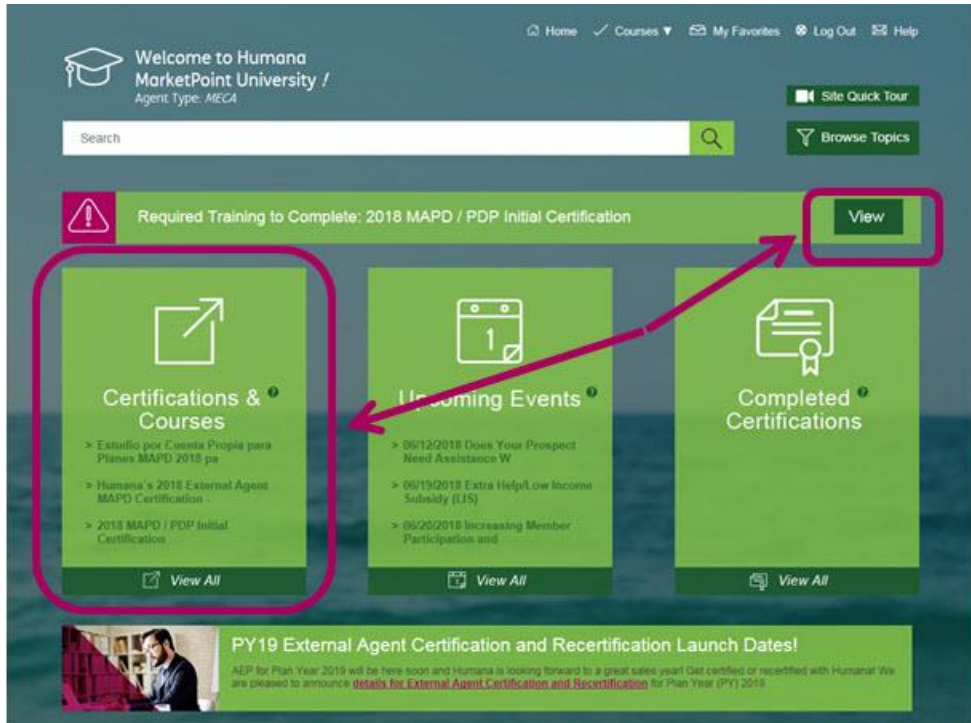 Home Courses ▼ My Favorites Log Out Help
Welcome to Humana
MarketPoint University !
Agent Type: MECA
Site Quick Tour
Search
Browse Topics
Required Training to Complete: 2018 MAPD / PDP Initial Certification
View
Certifications &
Courses
> Estudio por Cuenta Propia para
Planes MAPD 2018 pa
> Humana's 2018 External Agent
MAPD Certification -
> 2018 MAPD / PDP Initial
Certification
View All
1
Upcoming Events
> 06/12/2018 Does Your Prospect
Need Assistance W
> 06/19/2018 Extra Help/Low Income
Subsidy (LIS)
> 06/20/2018 Increasing Member
Participation and
View All
Completed
Certifications
View All
PY19 External Agent Certification and Recertification Launch Dates!
AEP for Plan Year 2019 will be here soon and Humana is looking forward to a great sales year! Get certified or recertified with Humana! We
are pleased to announce details for External Agent Certification and Recertification for Plan Year (PY) 2019.